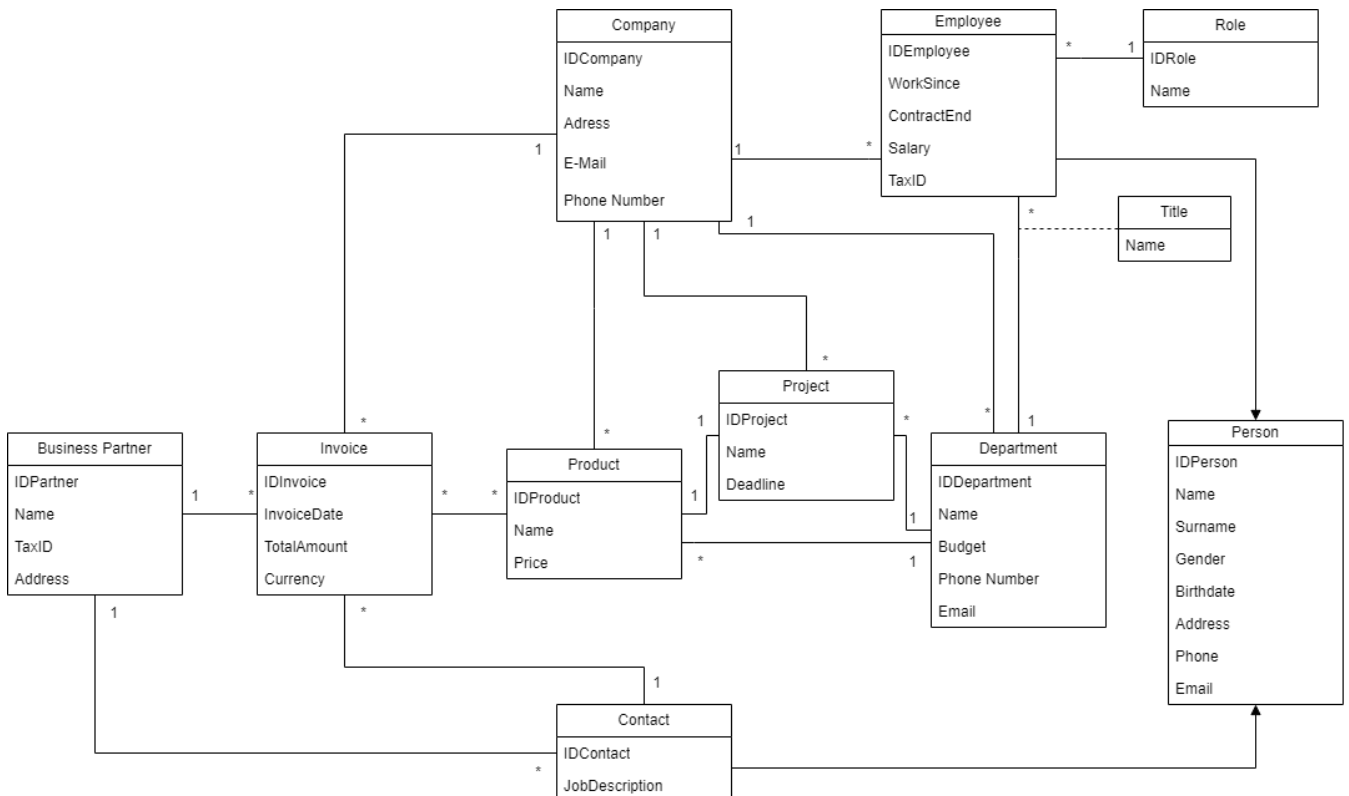 Company
IDCompany
Name
Adress
E-Mail
Phone Number
Employee
IDEmployee
WorkSince
ContractEnd
Salary
TaxID
Role
IDRole
Name
*
1
1
1
*
1
1
1
*
Title
Name
Project
IDProject
Name
Deadline
*
*
*
*
1
1
*
Business Partner
IDPartner
Name
TaxID
Address
1
*
Invoice
IDInvoice
InvoiceDate
TotalAmount
Currency
*
*
Product
IDProduct
Name
Price
1
*
1
1
Department
IDDepartment
Name
Budget
Phone Number
Email
Person
IDPerson
Name
Surname
Gender
Birthdate
Address
Phone
Email
1
*
1
*
Contact
IDContact
JobDescription